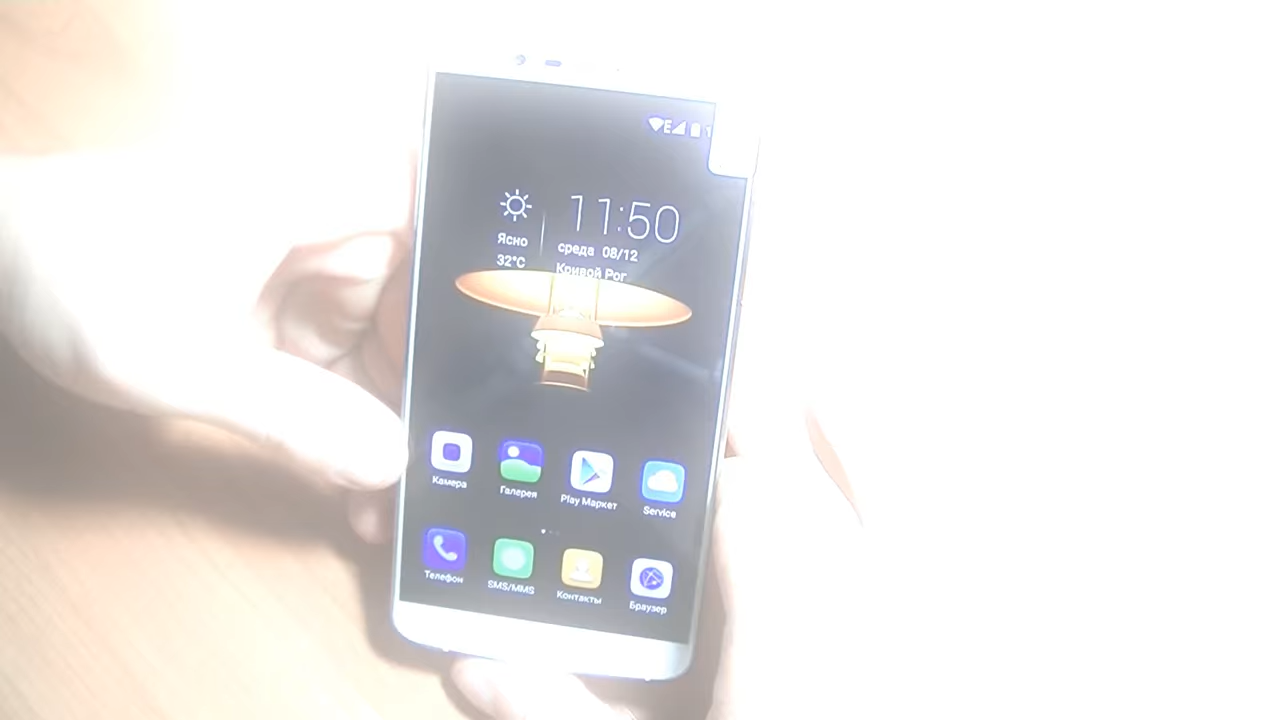 E
11:50
Ясно
среда 08/12
32°C
Кривой Рог
Камера
Галерея
Play Маркет
Service
Телефон
SMS/MMS
Контакты
Браузер